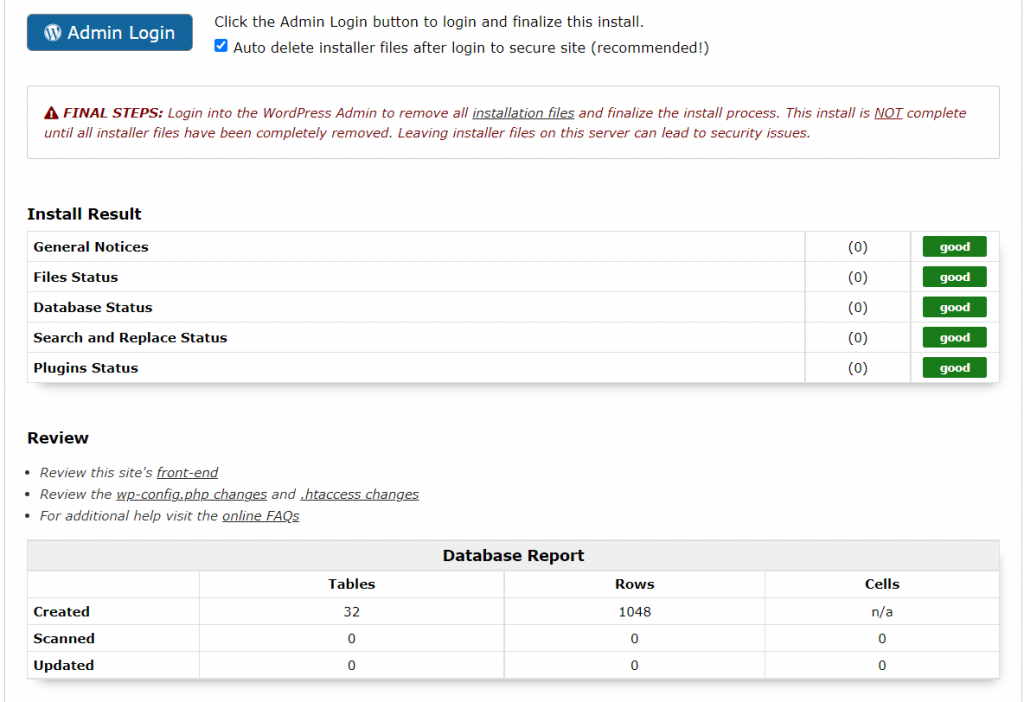 Admin Login
Click the Admin Login button to login and finalize this install.
Auto delete installer files after login to secure site (recommended!)
FINAL STEPS: Login into the WordPress Admin to remove all installation files and finalize the install process. This install is NOT complete
until all installer files have been completely removed. Leaving installer files on this server can lead to security issues.
Install Result
General Notices (0) good
Files Status (0) good
Database Status (0) good
Search and Replace Status (0) good
Plugins Status (0) good
Review
• Review this site's front-end
• Review the wp-config.php changes and .htaccess changes
• For additional help visit the online FAQs
Database Report
Tables Rows Cells
Created 32 1048 n/a
Scanned 0 0 0
Updated 0 0 0